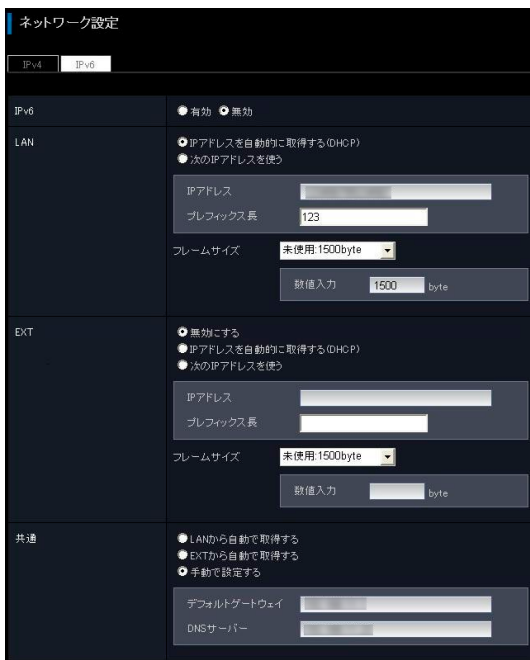 ネットワーク設定
IPv4 IPv6
IPv6 有効 無効
LAN IPアドレスを自動的に取得する(DHCP)
次のIPアドレスを使う
IPアドレス
プレフィックス長 123
フレームサイズ 未使用:1500byte
数値入力 1500 byte
EXT 無効にする
IPアドレスを自動的に取得する(DHCP)
次のIPアドレスを使う
IPアドレス
プレフィックス長
フレームサイズ 未使用:1500byte
数値入力 byte
共通 LANから自動で取得する
EXTから自動で取得する
手動で設定する
デフォルトゲートウェイ
DNSサーバー